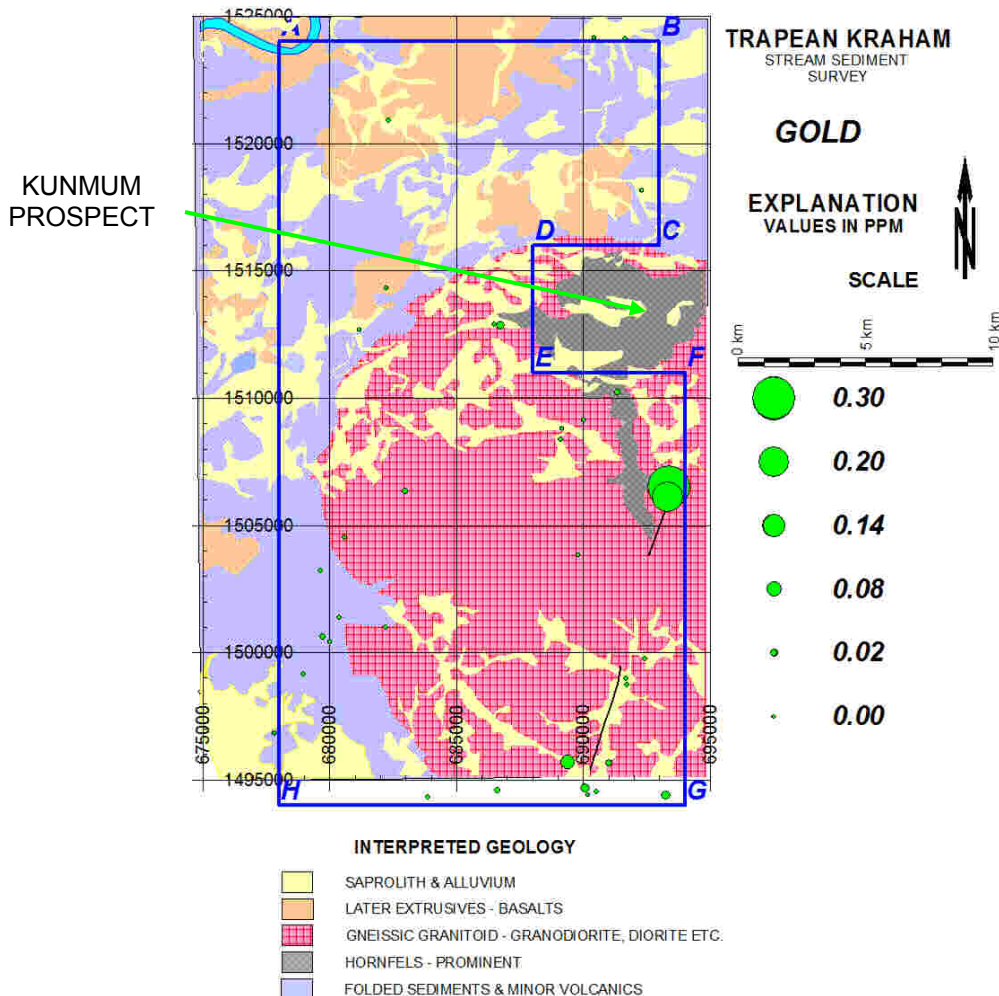 KUNMUM
PROSPECT
TRAPEAN KRAHAM
STREAM SEDIMENT
SURVEY
GOLD
EXPLANATION
VALUES IN PPM
N
SCALE
0 km
5 km
10 km
0.30
0.20
0.14
0.08
0.02
0.00
1525000
1520000
1515000
1510000
1505000
1500000
1495000
675000
680000
685000
690000
695000
A
B
C
D
E
F
G
H
INTERPRETED GEOLOGY
SAPROLITH & ALLUVIUM
LATER EXTRUSIVES - BASALTS
GNEISSIC GRANITOID - GRANODIORITE, DIORITE ETC.
HORNFELS - PROMINENT
FOLDED SEDIMENTS & MINOR VOLCANICS